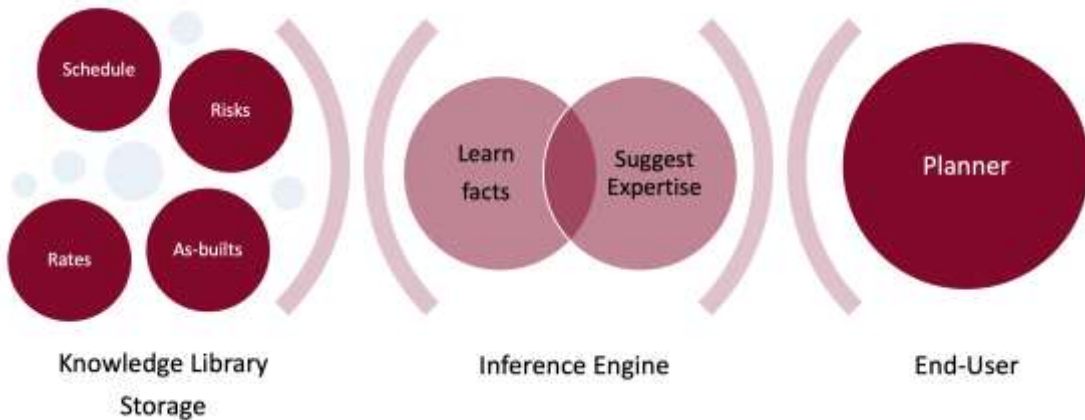 Schedule
Risks
Rates
As-builts
Knowledge Library
Storage
Learn
facts
Suggest
Expertise
Inference Engine
Planner
End-User